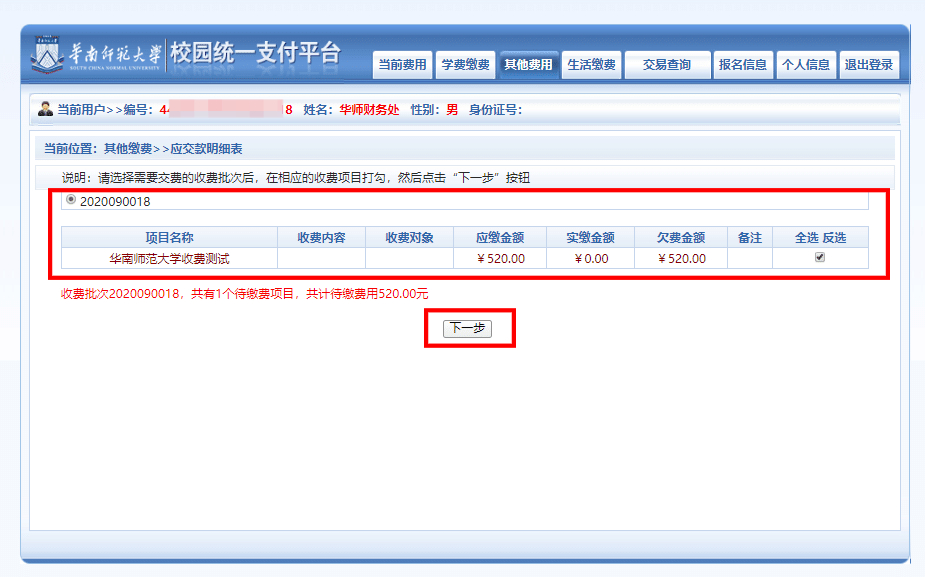 華南師範大學 校园统一支付平台
SOUTH CHINA NORMAL UNIVERSITY
当前费用 学费缴费 其他费用 生活缴费 交易查询 报名信息 个人信息 退出登录
当前用户>>编号：44 8 姓名：华师财务处 性别：男 身份证号：
当前位置：其他缴费>>应交款明细表
说明：请选择需要交费的收费批次后，在相应的收费项目打勾，然后点击“下一步”按钮
2020090018
项目名称 收费内容 收费对象 应缴金额 实缴金额 欠费金额 备注 全选 反选
华南师范大学收费测试 ￥520.00 ￥0.00 ￥520.00
收费批次2020090018，共有1个待缴费项目，共计待缴费用520.00元
下一步